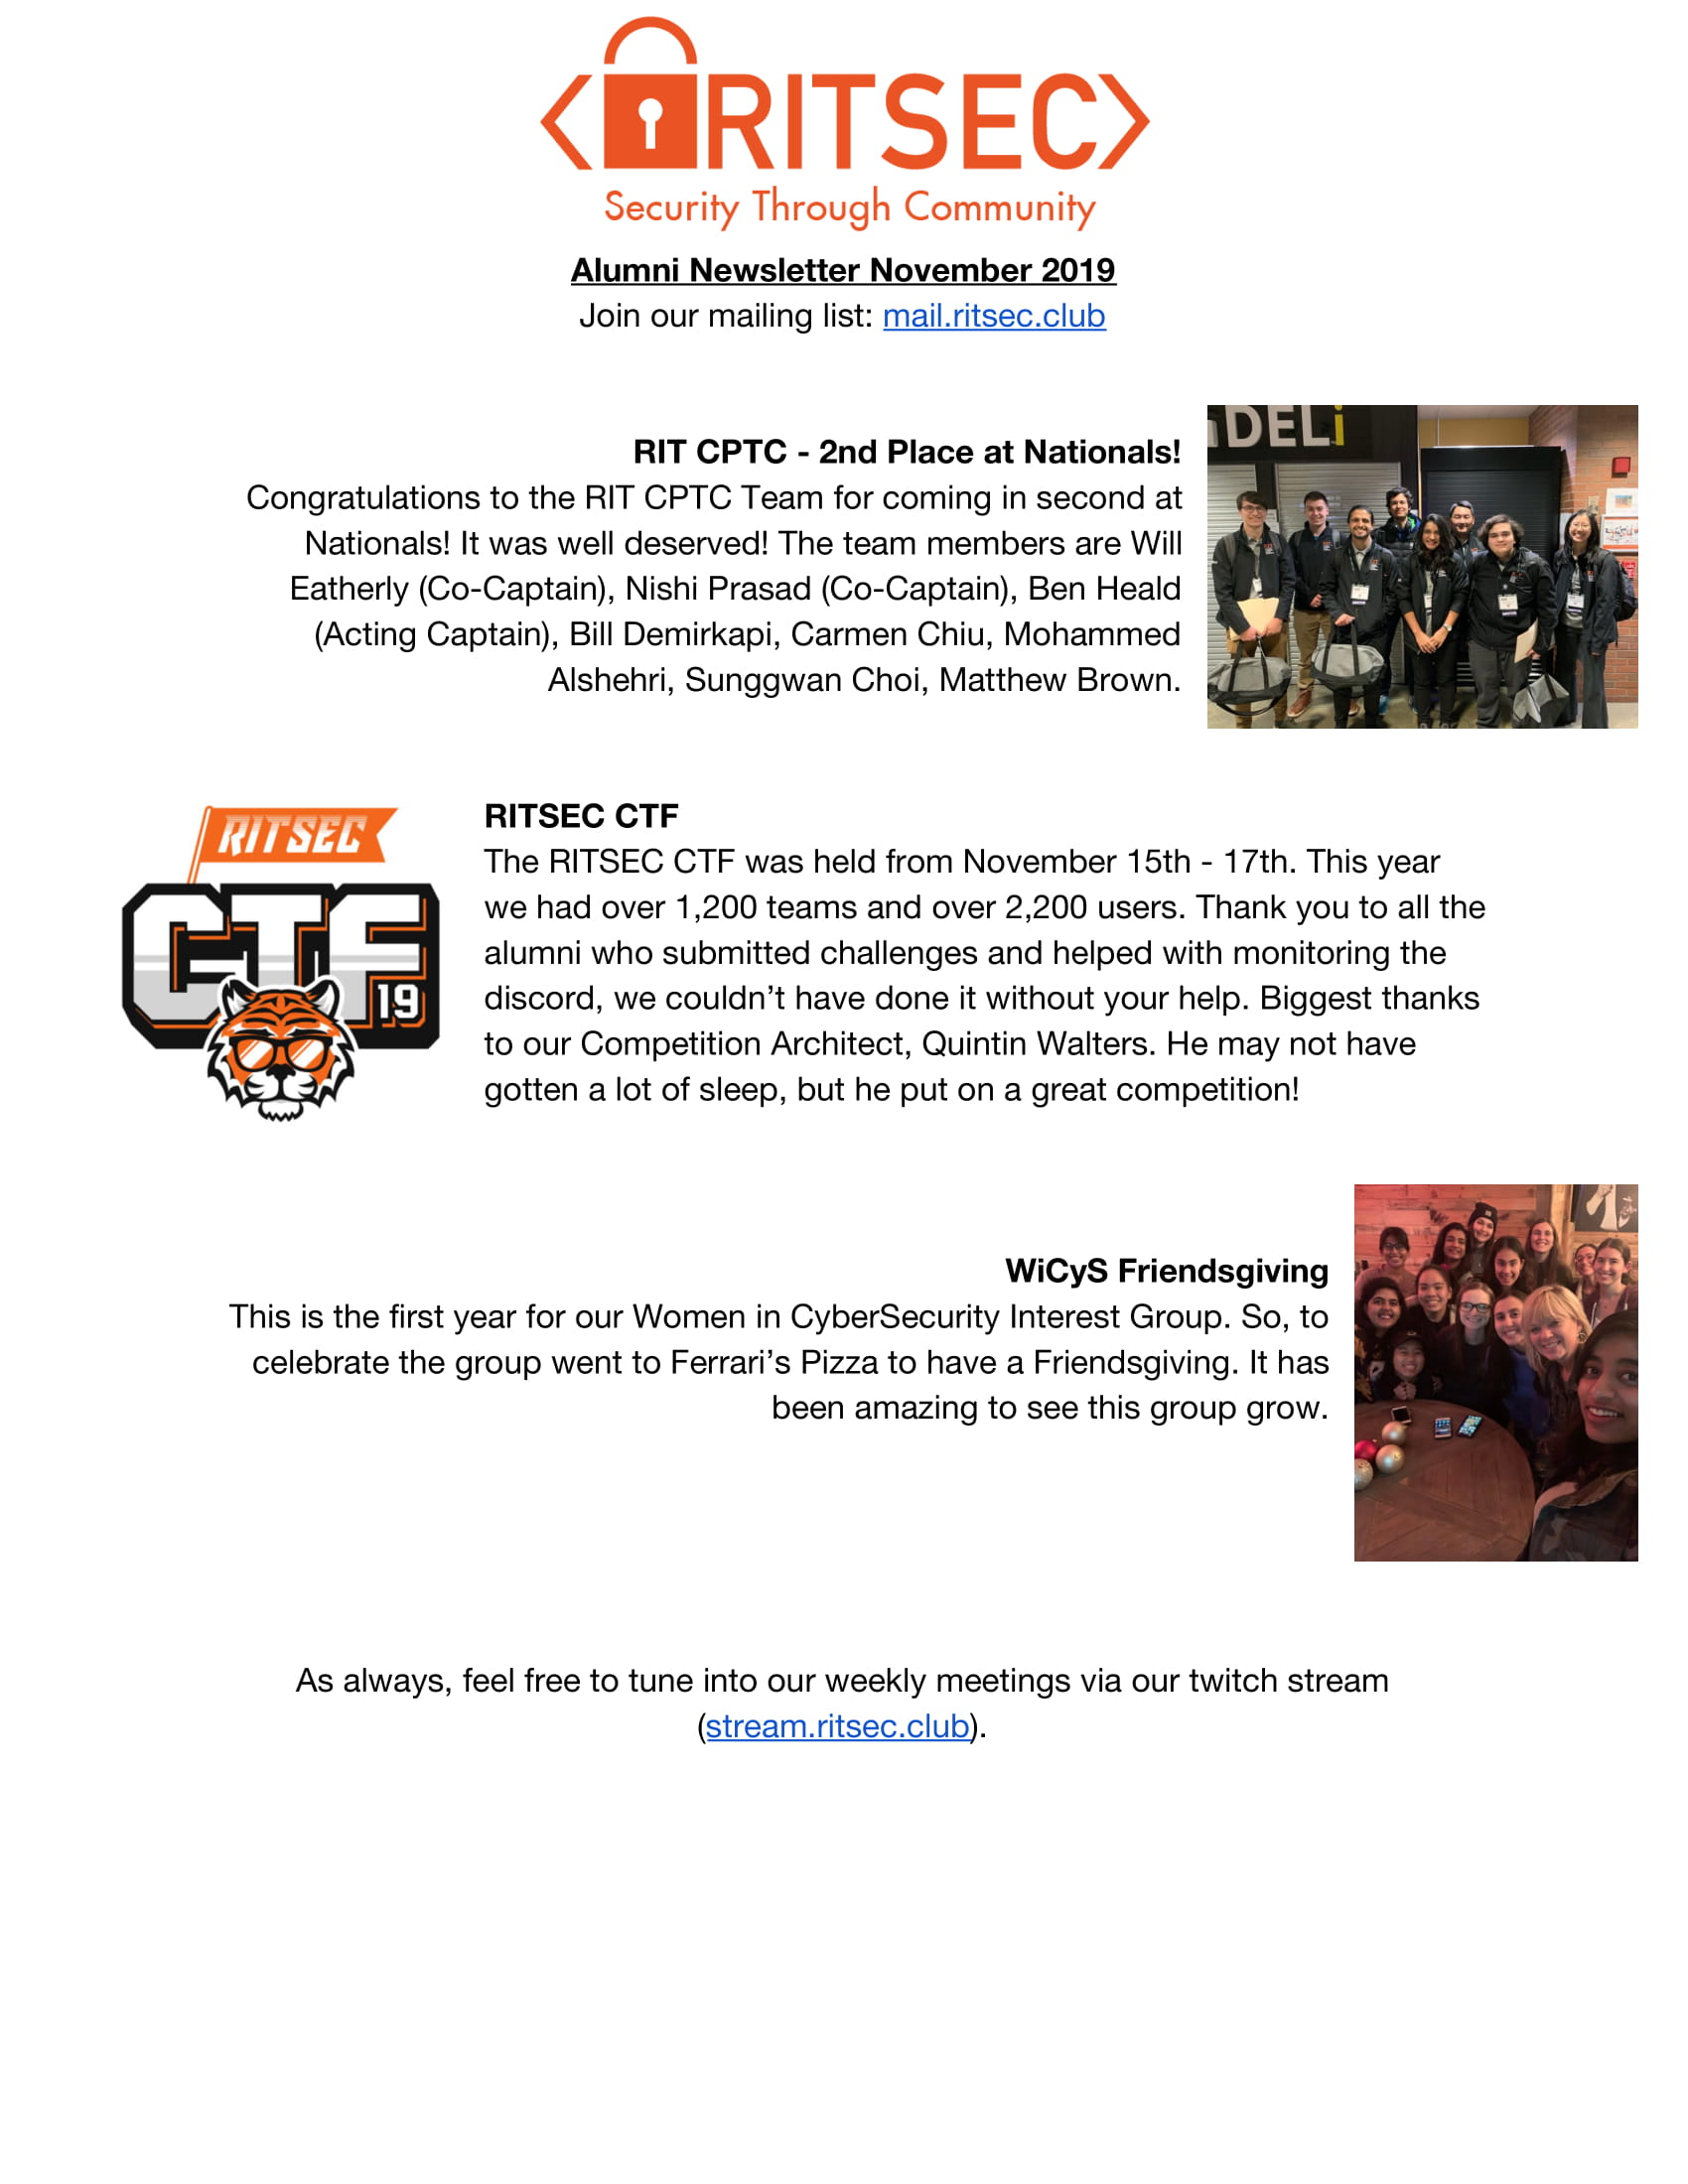 RITSEC
Security Through Community
Alumni Newsletter November 2019
Join our mailing list: mail.ritsec.club
DELi
RIT CPTC - 2nd Place at Nationals!
Congratulations to the RIT CPTC Team for coming in second at
Nationals! It was well deserved! The team members are Will
Eatherly (Co-Captain), Nishi Prasad (Co-Captain), Ben Heald
(Acting Captain), Bill Demirkapi, Carmen Chiu, Mohammed
Alshehri, Sunggwan Choi, Matthew Brown.
RITSEC
CTF
19
RITSEC CTF
The RITSEC CTF was held from November 15th - 17th. This year
we had over 1,200 teams and over 2,200 users. Thank you to all the
alumni who submitted challenges and helped with monitoring the
discord, we couldn’t have done it without your help. Biggest thanks
to our Competition Architect, Quintin Walters. He may not have
gotten a lot of sleep, but he put on a great competition!
WiCyS Friendsgiving
This is the first year for our Women in CyberSecurity Interest Group. So, to
celebrate the group went to Ferrari’s Pizza to have a Friendsgiving. It has
been amazing to see this group grow.
As always, feel free to tune into our weekly meetings via our twitch stream
(stream.ritsec.club).